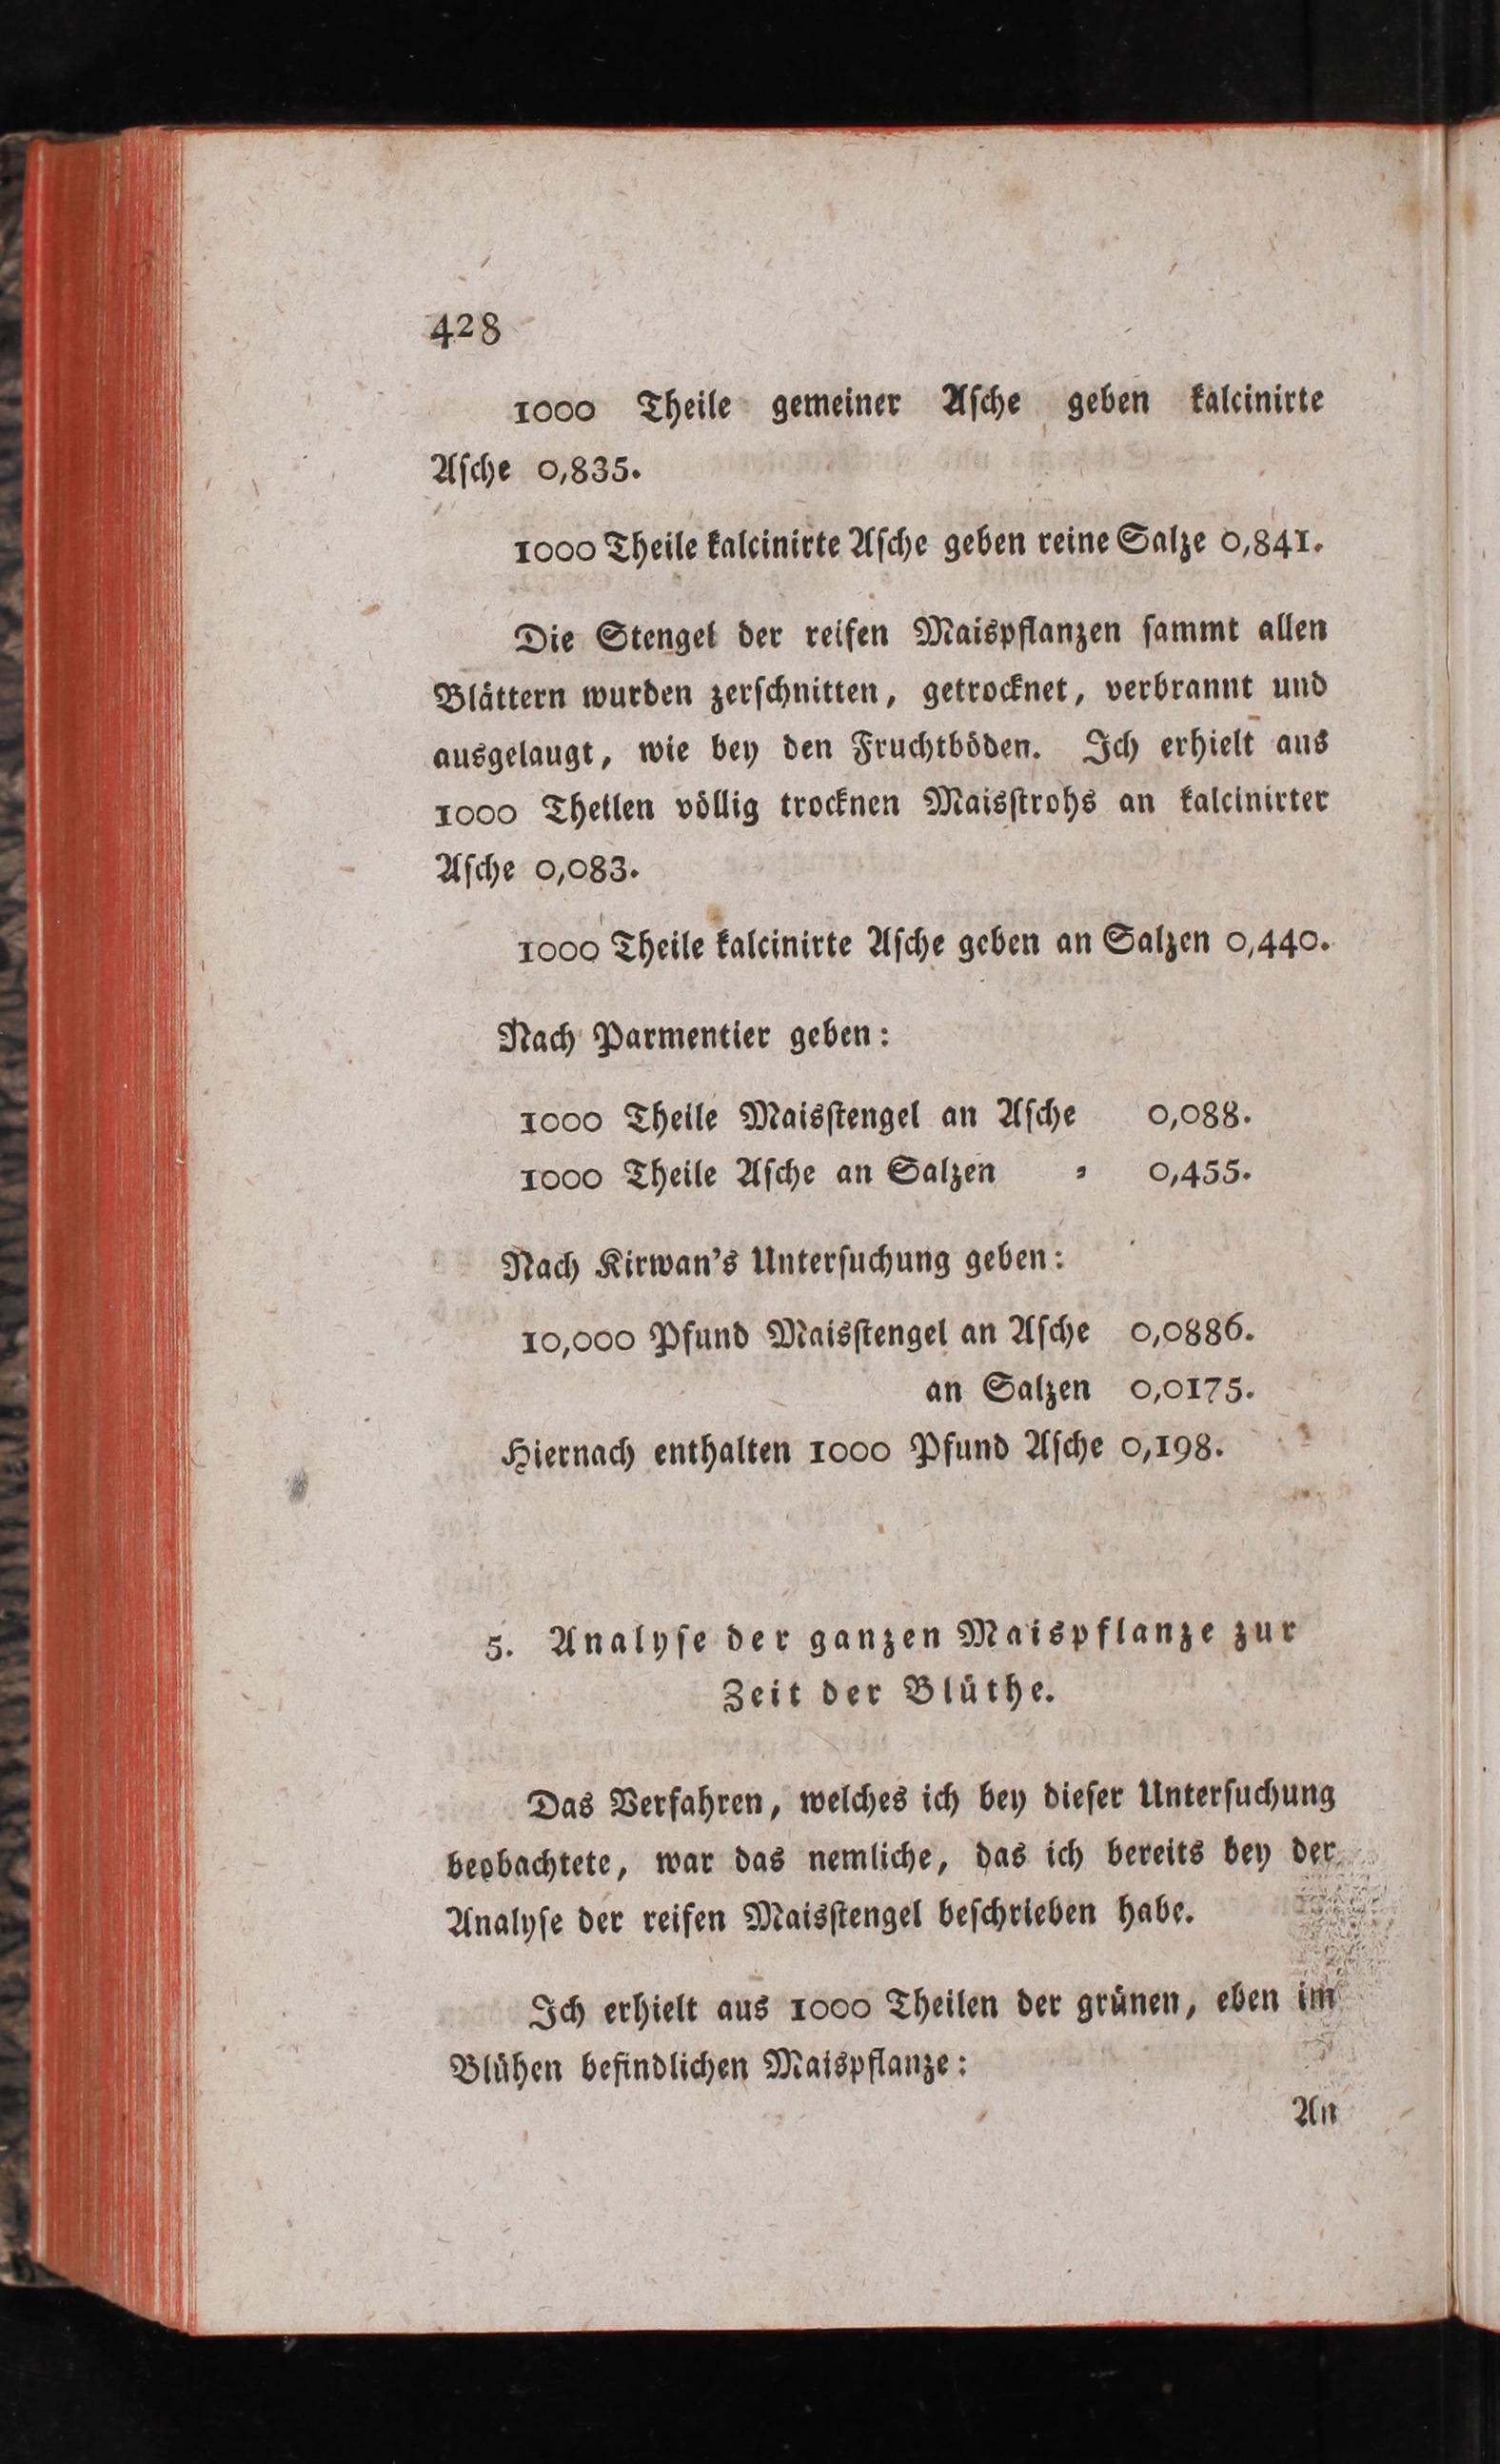 428
1000 Theile gemeiner Aſche geben kalcinirte
Aſche 0,835.
1000 Theile kalcinirte Aſche geben reine Salze 0,841.
Die Stengel der reifen Maispflanzen ſammt allen
Blättern wurden zerſchnitten, getrocknet, verbrannt und
ausgelaugt, wie bey den Fruchtböden. Ich erhielt aus
1000 Theilen völlig trocknen Maisſtrohs an kalcinirter
Aſche 0,083.
1000 Theile kalcinirte Aſche geben an Salzen 0,440.
Nach Parmentier geben:
1000 Theile Maisſtengel an Aſche 0,088.
1000 Theile Aſche an Salzen ⸗ 0,455.
Nach Kirwan's Unterſuchung geben:
10,000 Pfund Maisſtengel an Aſche 0,0886.
an Salzen 0,0175.
Hiernach enthalten 1000 Pfund Aſche 0,198.
5. Analyſe der ganzen Maispflanze zur
Zeit der Blüthe.
Das Verfahren, welches ich bey dieſer Unterſuchung
beobachtete, war das nemliche, das ich bereits bey der
Analyſe der reifen Maisſtengel beſchrieben habe.
Ich erhielt aus 1000 Theilen der grünen, eben im
Blühen befindlichen Maispflanze:
An